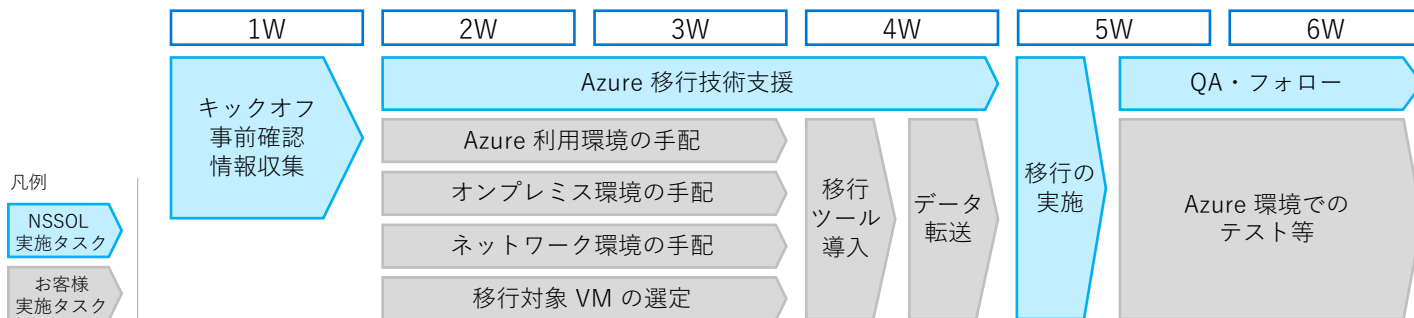 1W
2W
3W
4W
5W
6W
キックオフ
事前確認
情報収集
Azure 移行技術支援
Azure 利用環境の手配
オンプレミス環境の手配
ネットワーク環境の手配
移行対象 VM の選定
移行
ツール
導入
データ
転送
移行の
実施
QA・フォロー
Azure 環境での
テスト等
凡例
NSSOL
実施タスク
お客様
実施タスク